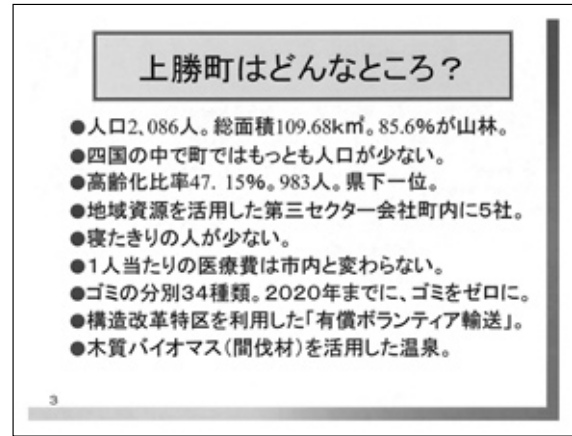 上勝町はどんなところ？
●人口2,086人。総面積109.68k㎡。85.6%が山林。
●四国の中で町ではもっとも人口が少ない。
●高齢化比率47．15%。983人。県下一位。
●地域資源を活用した第三セクター会社町内に5社。
●寝たきりの人が少ない。
●１人当たりの医療費は市内と変わらない。
●ゴミの分別34種類。2020年までに、ゴミをゼロに。
●構造改革特区を利用した「有償ボランティア輸送」。
●木質バイオマス（間伐材）を活用した温泉。
3